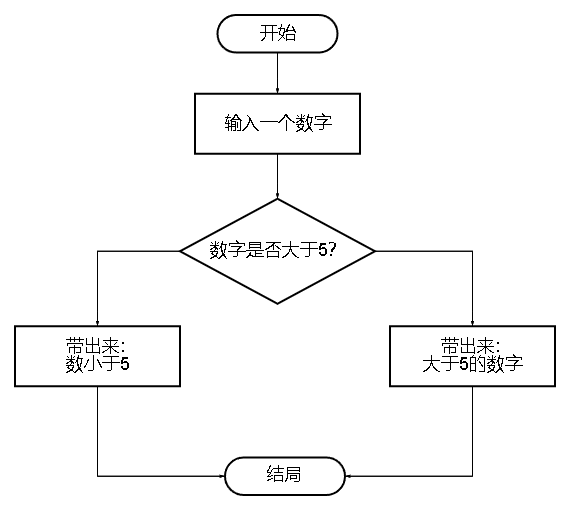 开始
输入一个数字
数字是否大于5?
带出来:
数小于5
带出来:
大于5的数字
结局